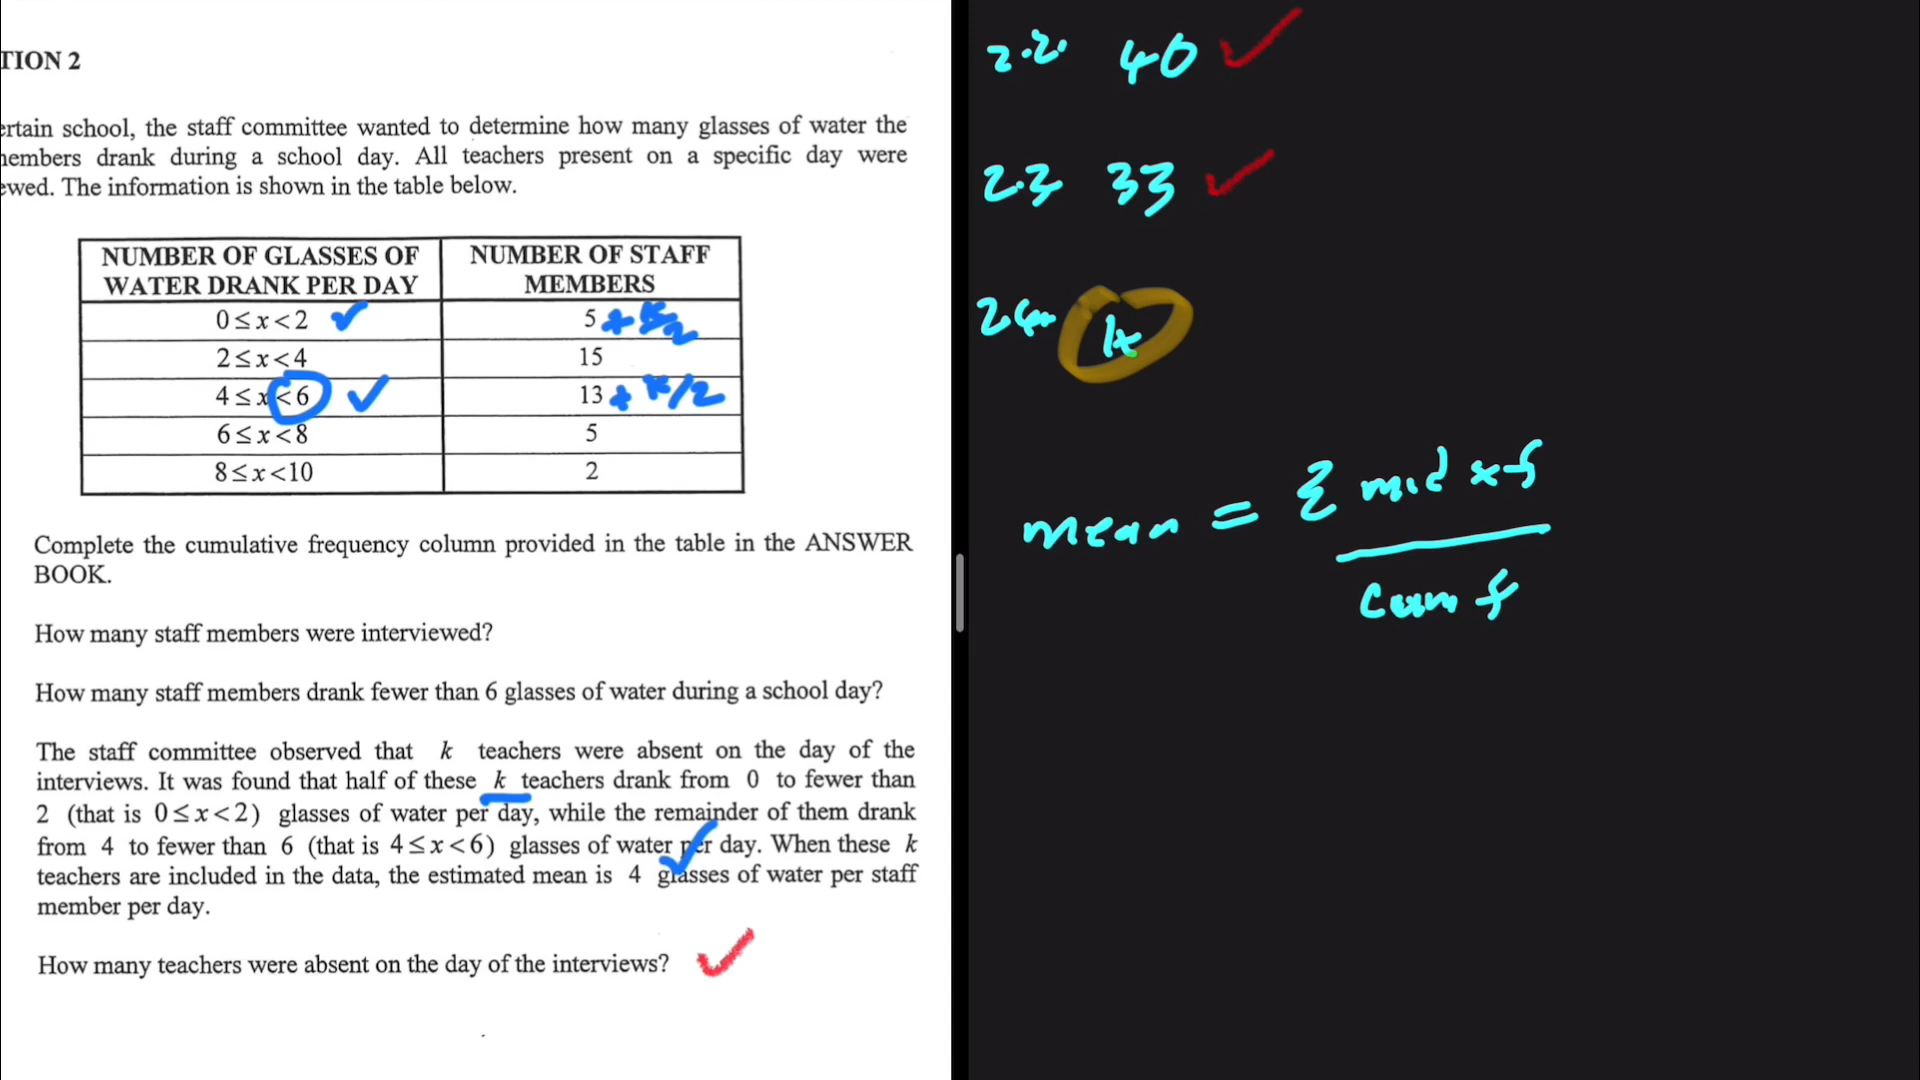 TION 2
ertain school, the staff committee wanted to determine how many glasses of water the
nembers drank during a school day. All teachers present on a specific day were
ewed. The information is shown in the table below.
NUMBER OF GLASSES OF WATER DRANK PER DAY
NUMBER OF STAFF MEMBERS
0≤x<2 5 + k/2
2≤x<4 15
4≤x<6 13 + k/2
6≤x<8 5
8≤x<10 2
Complete the cumulative frequency column provided in the table in the ANSWER
BOOK.
How many staff members were interviewed?
How many staff members drank fewer than 6 glasses of water during a school day?
The staff committee observed that k teachers were absent on the day of the
interviews. It was found that half of these k teachers drank from 0 to fewer than
2 (that is 0≤x<2) glasses of water per day, while the remainder of them drank
from 4 to fewer than 6 (that is 4≤x<6) glasses of water per day. When these k
teachers are included in the data, the estimated mean is 4 glasses of water per staff
member per day.
How many teachers were absent on the day of the interviews?
2.2. 40
2.3 33
24 k
mean = Σ mid x f
cum f